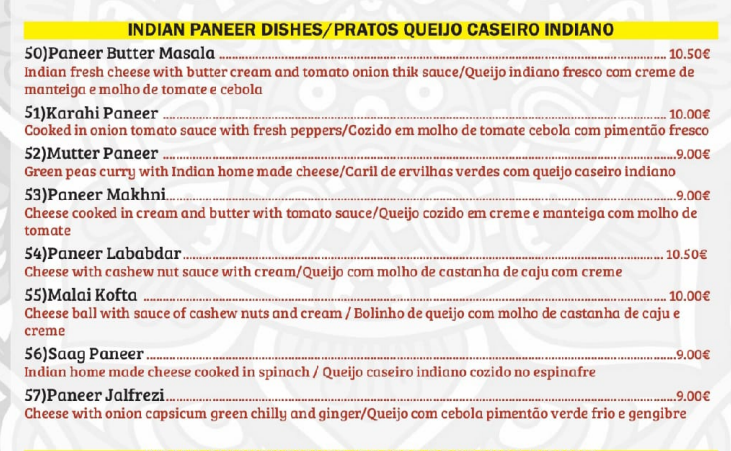 INDIAN PANEER DISHES/PRATOS QUEIJO CASEIRO INDIANO
50)Paneer Butter Masala 10.50€
Indian fresh cheese with butter cream and tomato onion thik sauce/Queijo indiano fresco com creme de
manteiga e molho de tomate e cebola
51)Karahi Paneer 10.00€
Cooked in onion tomato sauce with fresh peppers/Cozido em molho de tomate cebola com pimentão fresco
52)Mutter Paneer 9.00€
Green peas curry with Indian home made cheese/Caril de ervilhas verdes com queijo caseiro indiano
53)Paneer Makhni 9.00€
Cheese cooked in cream and butter with tomato sauce/Queijo cozido em creme e manteiga com molho de
tomate
54)Paneer Lababdar 10.50€
Cheese with cashew nut sauce with cream/Queijo com molho de castanha de caju com creme
55)Malai Kofta 10.00€
Cheese ball with sauce of cashew nuts and cream / Bolinho de queijo com molho de castanha de caju e
creme
56)Saag Paneer 9.00€
Indian home made cheese cooked in spinach / Queijo caseiro indiano cozido no espinafre
57)Paneer Jalfrezi 9.00€
Cheese with onion capsicum green chilly and ginger/Queijo com cebola pimentão verde frio e gengibre